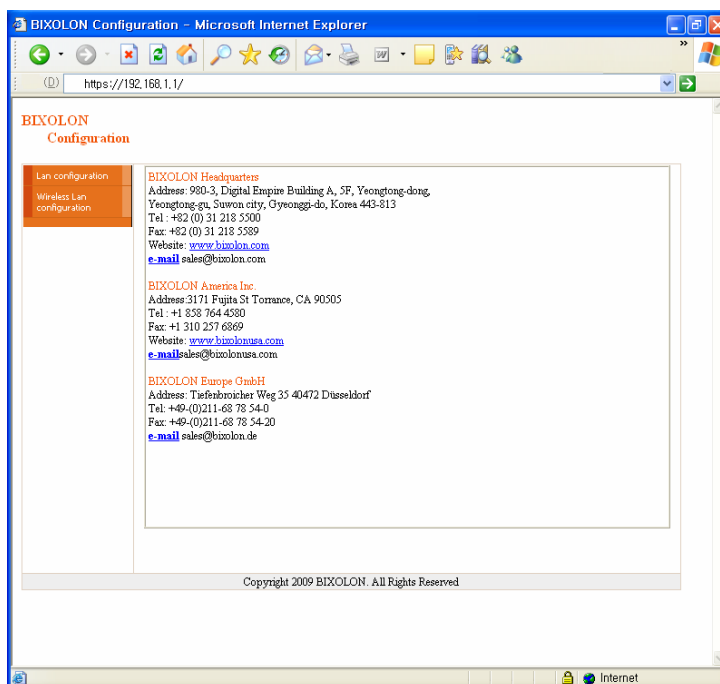 BIXOLON Configuration - Microsoft Internet Explorer
(D) https://192.168.1.1/
BIXOLON
Configuration
Lan configuration
Wireless Lan
configuration
BIXOLON Headquarters
Address: 980-3, Digital Empire Building A, 5F, Yeongtong-dong,
Yeongtong-gu, Suwon city, Gyeonggi-do, Korea 443-813
Tel : +82 (0) 31 218 5500
Fax: +82 (0) 31 218 5589
Website: www.bixolon.com
e-mail sales@bixolon.com
BIXOLON America Inc.
Address:3171 Fujita St Torrance, CA 90505
Tel : +1 858 764 4580
Fax: +1 310 257 6869
Website: www.bixolonusa.com
e-mailsales@bixolonusa.com
BIXOLON Europe GmbH
Address: Tiefenbroicher Weg 35 40472 Düsseldorf
Tel: +49-(0)211-68 78 54-0
Fax: +49-(0)211-68 78 54-20
e-mail sales@bixolon.de
Copyright 2009 BIXOLON. All Rights Reserved
Internet